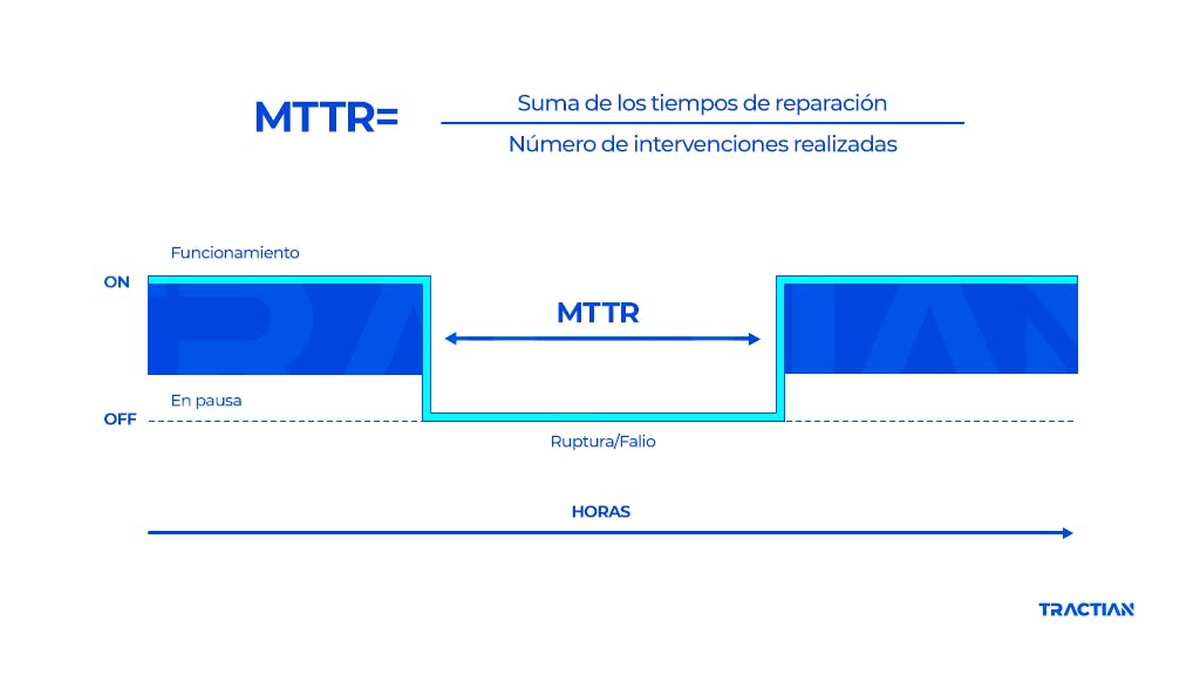 MTTR=
Suma de los tiempos de reparación
Número de intervenciones realizadas
Funcionamiento
ON
MTTR
En pausa
OFF
Ruptura/Falio
HORAS
TRACTIAN